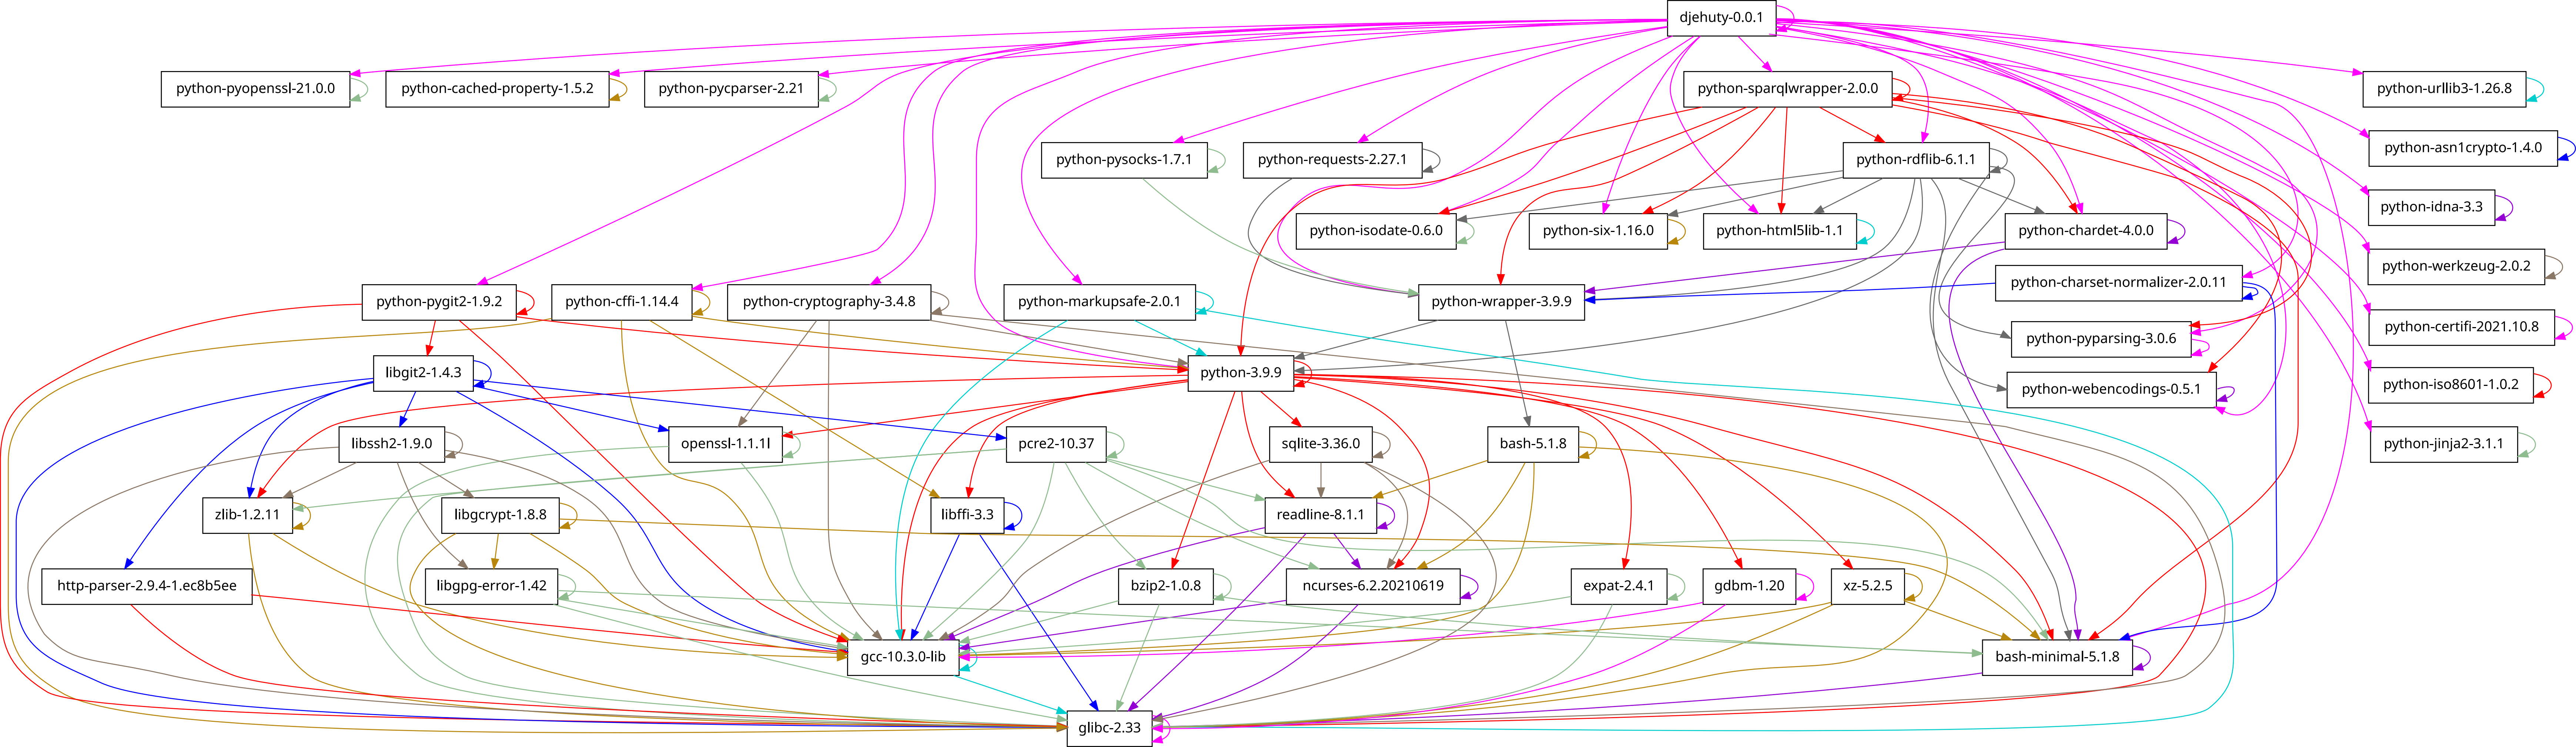 djehuty-0.0.1
python-pyopenssl-21.0.0
python-cached-property-1.5.2
python-pycparser-2.21
python-sparqlwrapper-2.0.0
python-urllib3-1.26.8
python-pysocks-1.7.1
python-requests-2.27.1
python-rdflib-6.1.1
python-asn1crypto-1.4.0
python-idna-3.3
python-isodate-0.6.0
python-six-1.16.0
python-html5lib-1.1
python-chardet-4.0.0
python-werkzeug-2.0.2
python-pygit2-1.9.2
python-cffi-1.14.4
python-cryptography-3.4.8
python-markupsafe-2.0.1
python-wrapper-3.9.9
python-charset-normalizer-2.0.11
python-certifi-2021.10.8
python-pyparsing-3.0.6
libgit2-1.4.3
python-3.9.9
python-webencodings-0.5.1
python-iso8601-1.0.2
libssh2-1.9.0
openssl-1.1.1l
pcre2-10.37
sqlite-3.36.0
bash-5.1.8
python-jinja2-3.1.1
zlib-1.2.11
libgcrypt-1.8.8
libffi-3.3
readline-8.1.1
http-parser-2.9.4-1.ec8b5ee
libgpg-error-1.42
bzip2-1.0.8
ncurses-6.2.20210619
expat-2.4.1
gdbm-1.20
xz-5.2.5
gcc-10.3.0-lib
bash-minimal-5.1.8
glibc-2.33